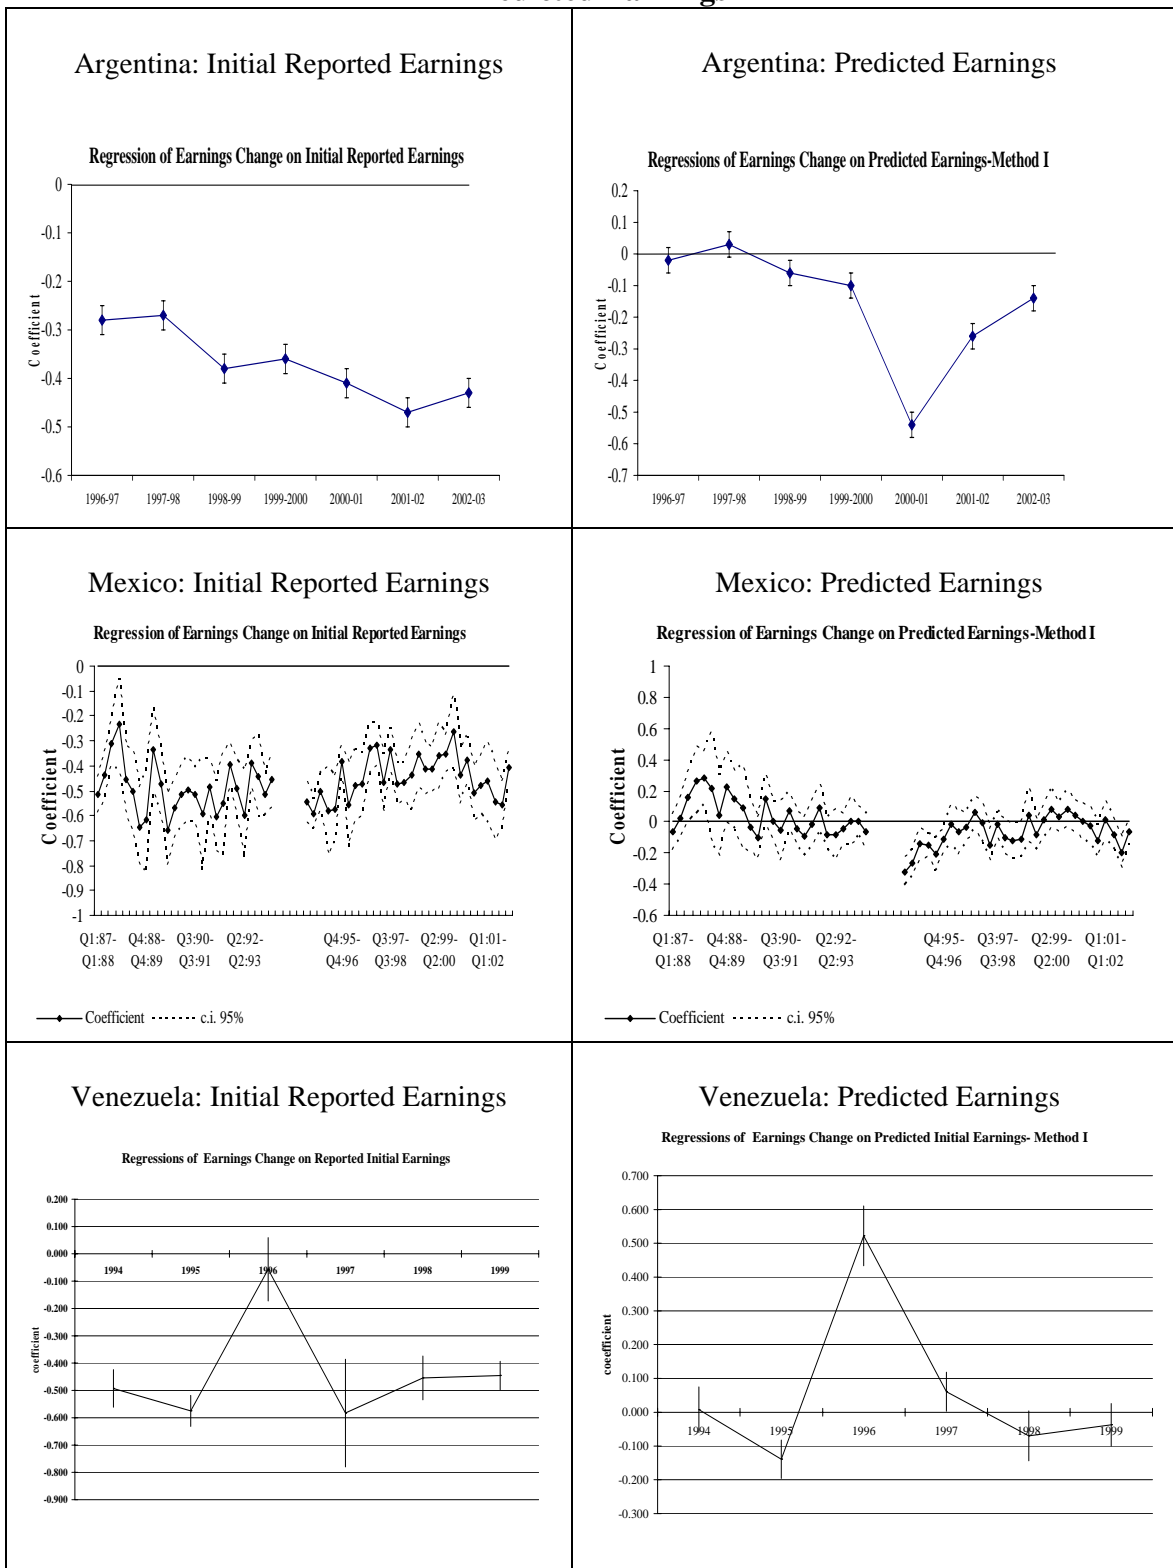 Argentina: Initial Reported Earnings
Regression of Earnings Change on Initial Reported Earnings
0
-0.1
-0.2
-0.3
-0.4
-0.5
-0.6
Coefficient
1996-97 1997-98 1998-99 1999-2000 2000-01 2001-02 2002-03
Argentina: Predicted Earnings
Regressions of Earnings Change on Predicted Earnings-Method I
0.2
0.1
0
-0.1
-0.2
-0.3
-0.4
-0.5
-0.6
-0.7
Coefficient
1996-97 1997-98 1998-99 1999-2000 2000-01 2001-02 2002-03
Mexico: Initial Reported Earnings
Regression of Earnings Change on Initial Reported Earnings
0
-0.1
-0.2
-0.3
-0.4
-0.5
-0.6
-0.7
-0.8
-0.9
-1
Coefficient
Q1:87- Q4:88- Q3:90- Q2:92- Q4:95- Q3:97- Q2:99- Q1:01-
Q1:88 Q4:89 Q3:91 Q2:93 Q4:96 Q3:98 Q2:00 Q1:02
Coefficient c.i. 95%
Mexico: Predicted Earnings
Regression of Earnings Change on Predicted Earnings-Method I
1
0.8
0.6
0.4
0.2
0
-0.2
-0.4
-0.6
Coefficient
Q1:87- Q4:88- Q3:90- Q2:92- Q4:95- Q3:97- Q2:99- Q1:01-
Q1:88 Q4:89 Q3:91 Q2:93 Q4:96 Q3:98 Q2:00 Q1:02
Coefficient c.i. 95%
Venezuela: Initial Reported Earnings
Regressions of Earnings Change on Reported Initial Earnings
0.200
0.100
0.000
-0.100
-0.200
-0.300
-0.400
-0.500
-0.600
-0.700
-0.800
-0.900
coefficient
1994 1995 1996 1997 1998 1999
Venezuela: Predicted Earnings
Regressions of Earnings Change on Predicted Initial Earnings- Method I
0.700
0.600
0.500
0.400
0.300
0.200
0.100
0.000
-0.100
-0.200
-0.300
coeefficient
1994 1995 1996 1997 1998 1999